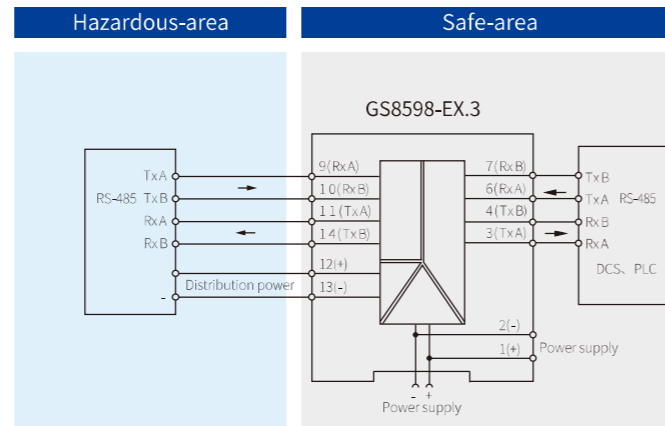 Hazardous-area
Safe-area
GS8598-EX.3
TxA 9(RxA) 7(RxB) TxB
RS-485 TxB 10(RxB) 6(RxA) TxA RS-485
RxA 11(TxA) 4(TxB) RxB
RxB 14(TxB) 3(TxA) RxA
12(+) DCS、PLC
- Distribution power 13(-)
2(-)
1(+) Power supply
- +
Power supply